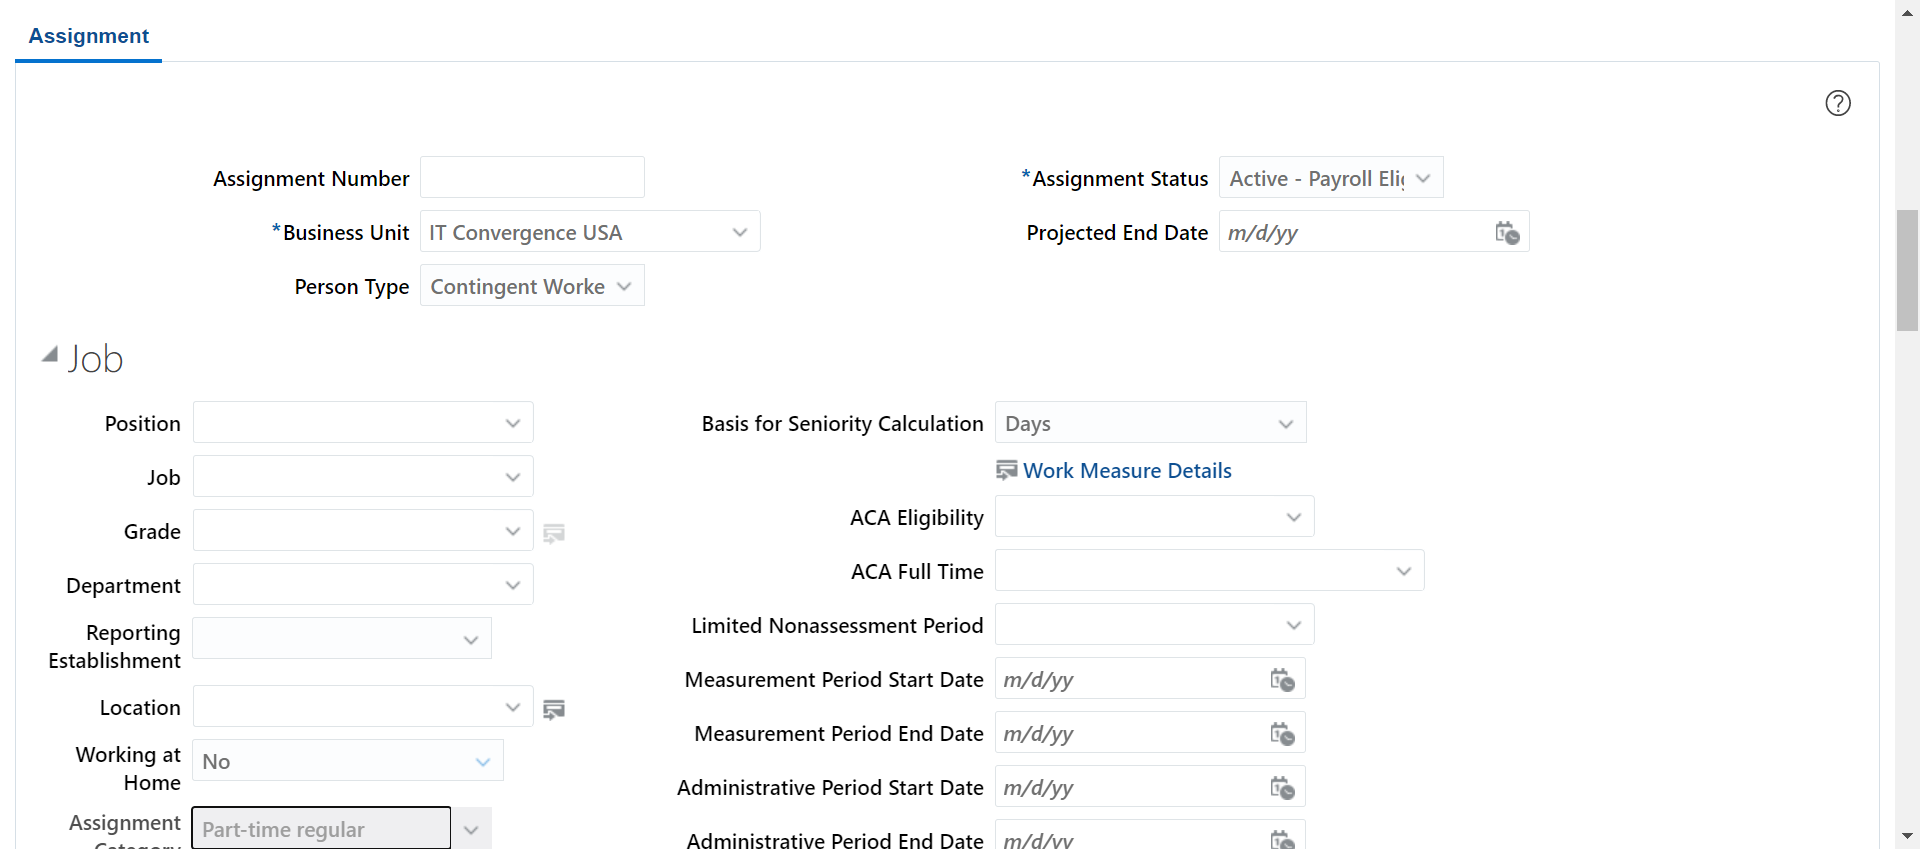 Assignment
Assignment Number
*Assignment Status Active - Payroll Elig
*Business Unit IT Convergence USA
Projected End Date m/d/yy
Person Type Contingent Worke
Job
Position
Basis for Seniority Calculation Days
Job
Work Measure Details
Grade
ACA Eligibility
Department
ACA Full Time
Reporting
Establishment
Limited Nonassessment Period
Location
Measurement Period Start Date m/d/yy
Working at
Home No
Measurement Period End Date m/d/yy
Administrative Period Start Date m/d/yy
Assignment
Category Part-time regular
Administrative Period End Date m/d/yy